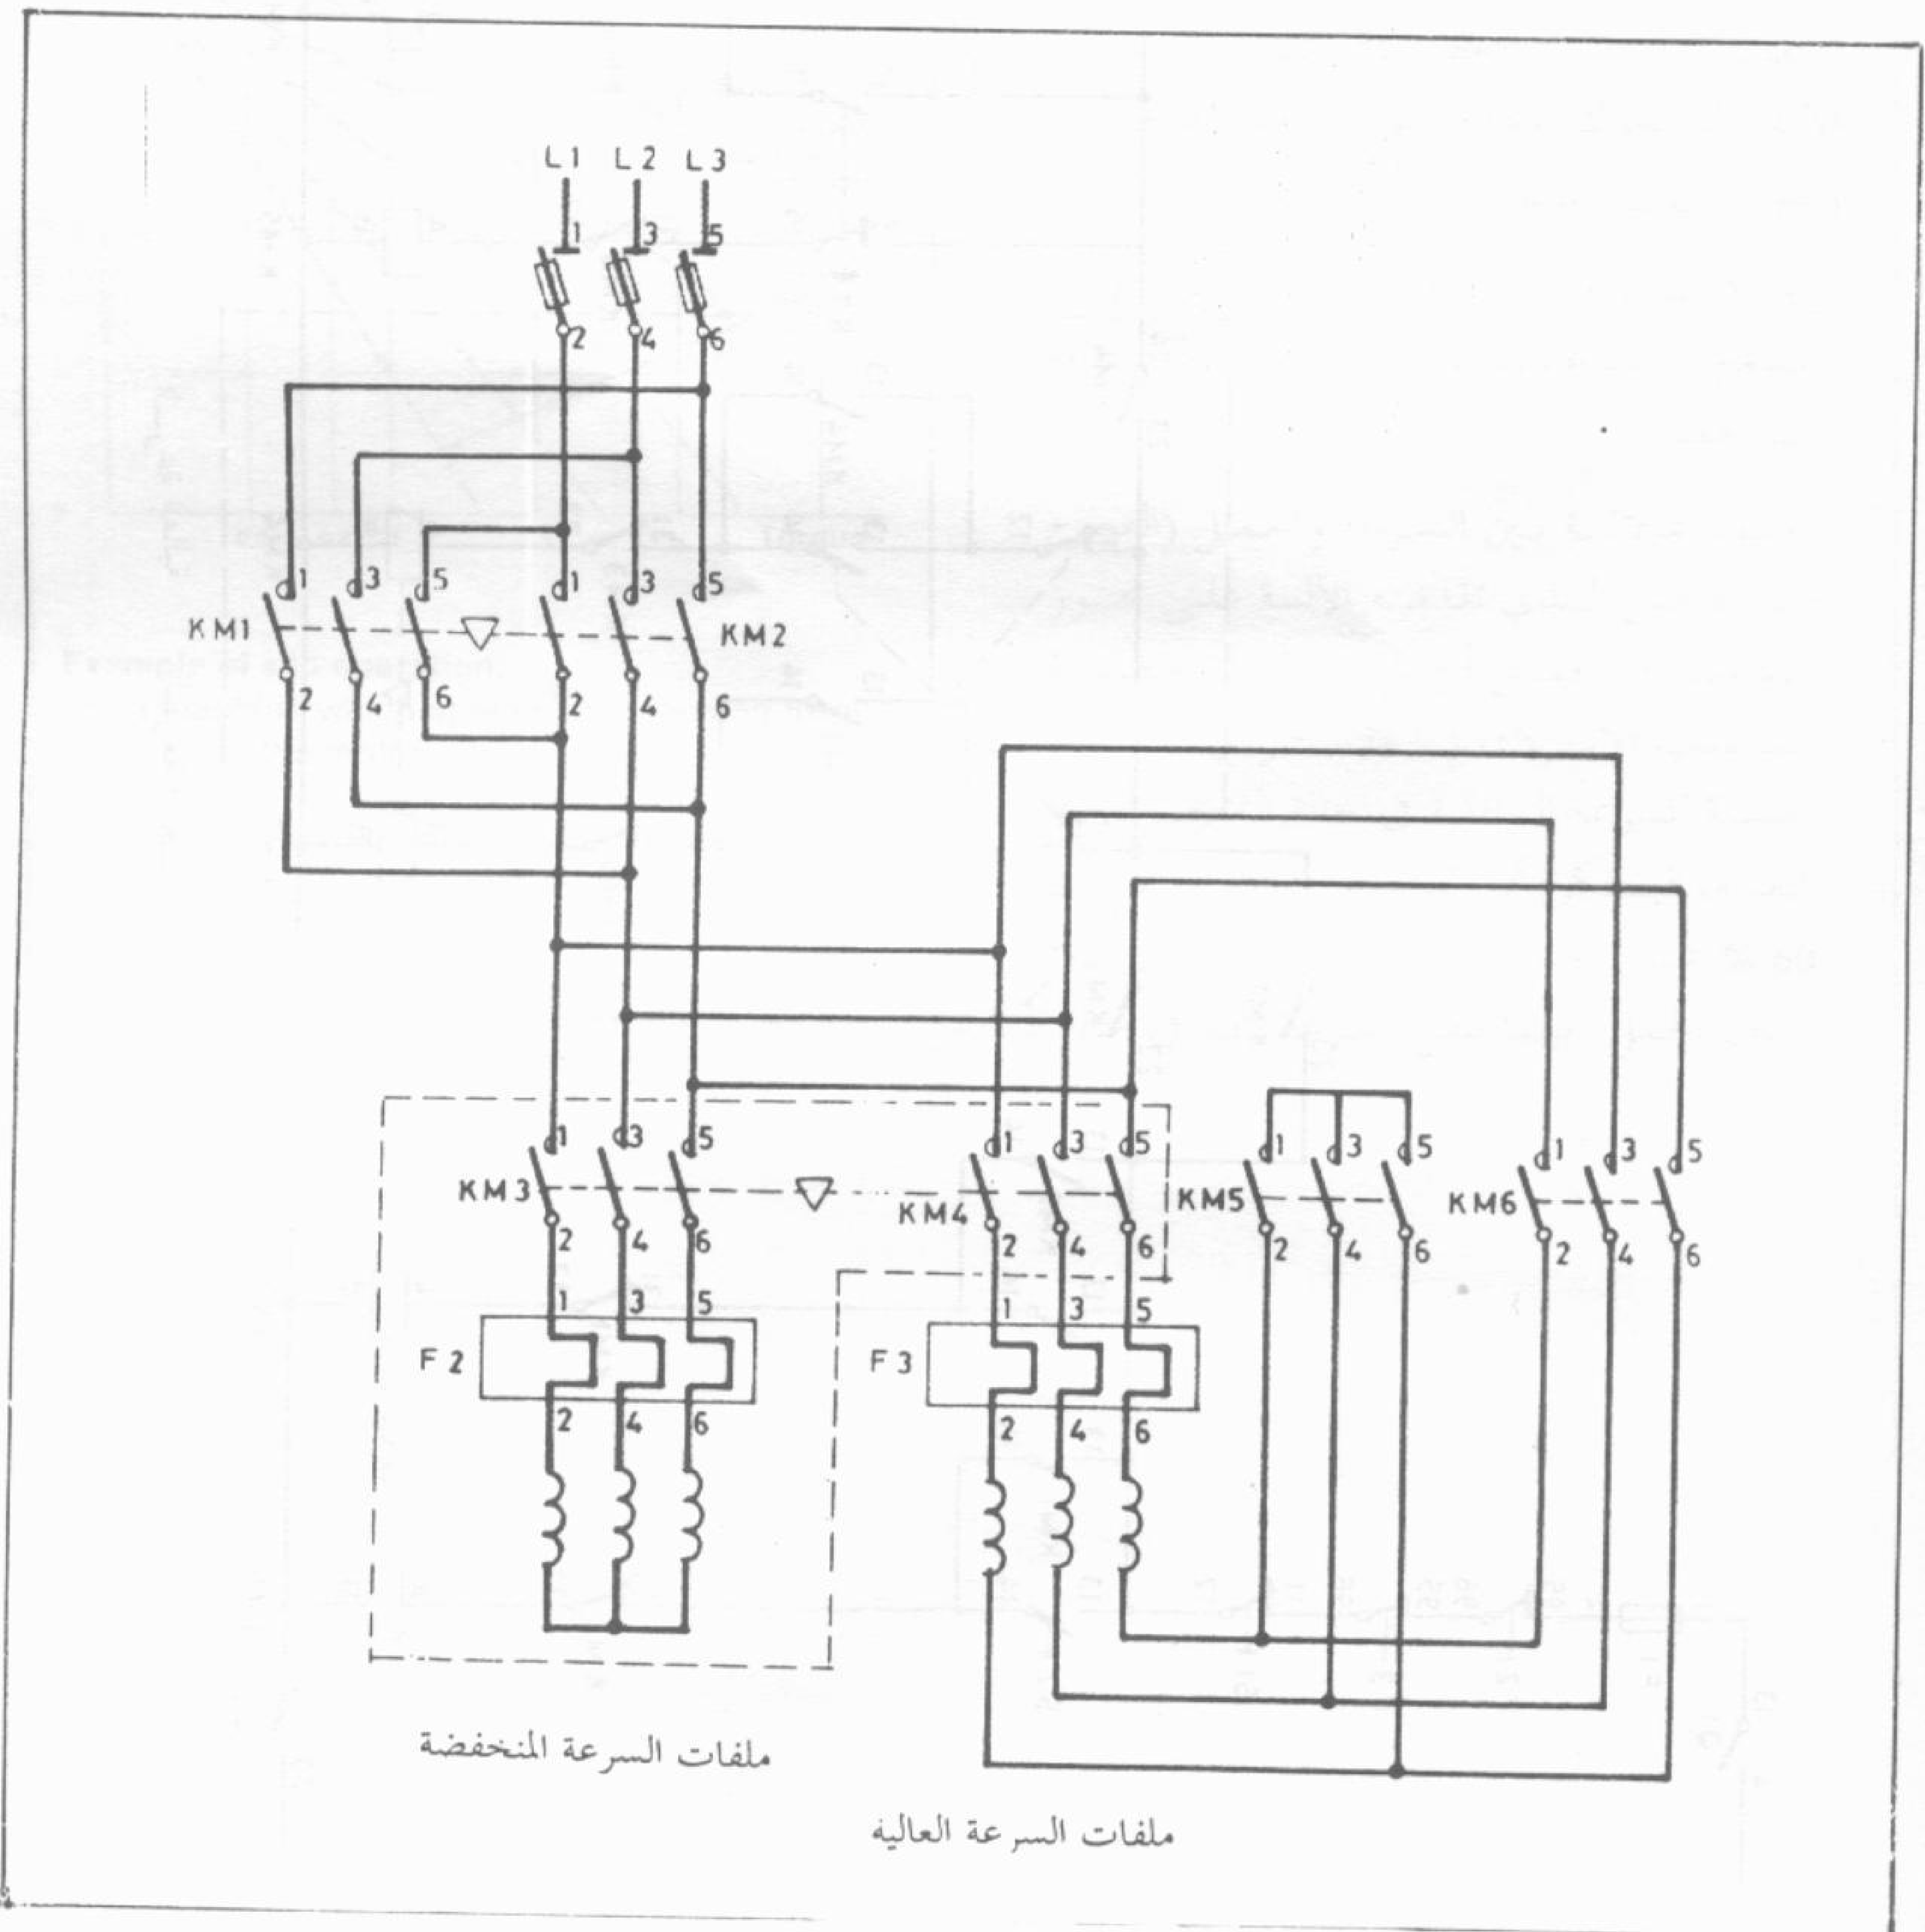 L1 L2 L3
1 3 5
2 4 6
1 3 5 1 3 5
KM1 KM2
2 4 6 2 4 6
1 3 5 1 3 5 1 3 5 1 3 5
KM3 KM4 KM5 KM6
2 4 6 2 4 6 2 4 6 2 4 6
1 3 5 1 3 5
F2 F3
2 4 6 2 4 6
ملفات السرعة المنخفضة
ملفات السرعة العالية